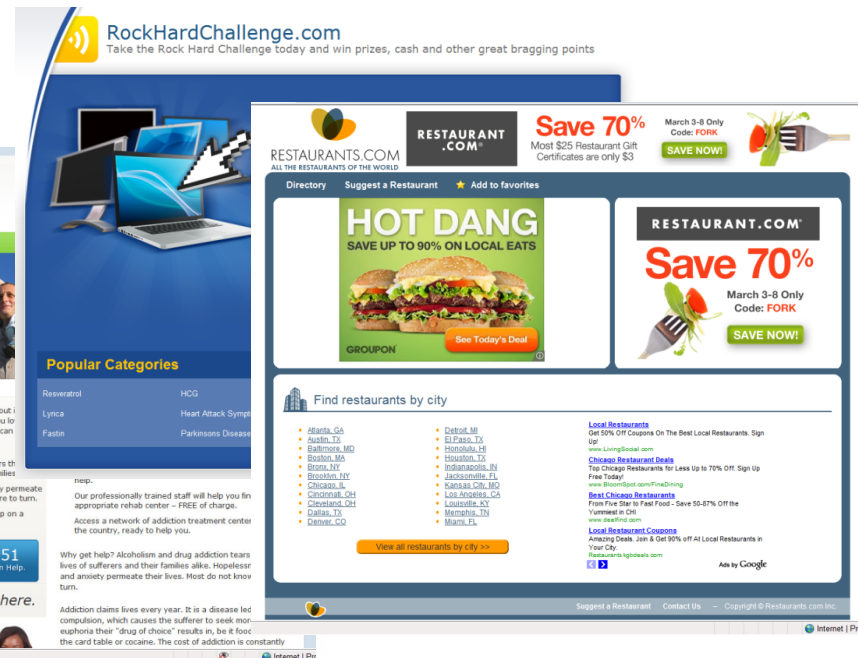 RockHardChallenge.com
Take the Rock Hard Challenge today and win prizes, cash and other great bragging points
Popular Categories
Resveratrol
HCG
Lyrica
Heart Attack Sympt
Fastin
Parkinsons Disease
RESTAURANTS.COM
ALL THE RESTAURANTS OF THE WORLD
RESTAURANT
.COM®
Save 70%
Most $25 Restaurant Gift
Certificates are only $3
March 3-8 Only
Code: FORK
SAVE NOW!
Directory
Suggest a Restaurant
Add to favorites
HOT DANG
SAVE UP TO 90% ON LOCAL EATS
GROUPON
See Today's Deal
RESTAURANT.COM®
Save 70%
March 3-8 Only
Code: FORK
SAVE NOW!
Find restaurants by city
Atlanta, GA
Austin, TX
Baltimore, MD
Boston, MA
Bronx, NY
Brooklyn, NY
Chicago, IL
Cincinnati, OH
Cleveland, OH
Dallas, TX
Denver, CO
Detroit, MI
El Paso, TX
Honolulu, HI
Houston, TX
Indianapolis, IN
Jacksonville, FL
Kansas City, MO
Los Angeles, CA
Louisville, KY
Memphis, TN
Miami, FL
View all restaurants by city >>
Local Restaurants
Get 50% Off Coupons On The Best Local Restaurants. Sign
Up!
www.LivingSocial.com
Chicago Restaurant Deals
Top Chicago Restaurants for Less Up to 70% Off. Sign Up
Free Today!
www.BloomSpot.com/FineDining
Best Chicago Restaurants
From Five Star to Fast Food - Save 50-87% Off the
Yummiest in CHI
www.dealfind.com
Local Restaurant Coupons
Amazing Deals. Join & Get 90% off At Local Restaurants in
Your City.
Restaurants.kgbdeals.com
Ads by Google
Suggest a Restaurant
Contact Us
– Copyright © Restaurants.com Inc.
Internet | Pr
help.
Our professionally trained staff will help you fin
appropriate rehab center – FREE of charge.
Access a network of addiction treatment center
the country, ready to help you.
Why get help? Alcoholism and drug addiction tears
lives of sufferers and their families alike. Hopelessn
and anxiety permeate their lives. Most do not know
turn.
Addiction claims lives every year. It is a disease led
compulsion, which causes the sufferer to seek mor
euphoria their "drug of choice" results in, be it food
the card table or cocaine. The cost of addiction is constantly
out i
u lo
can
rs th
ilies
y permeate
re to turn.
p on a
51
n Help.
here.
Internet | Pr